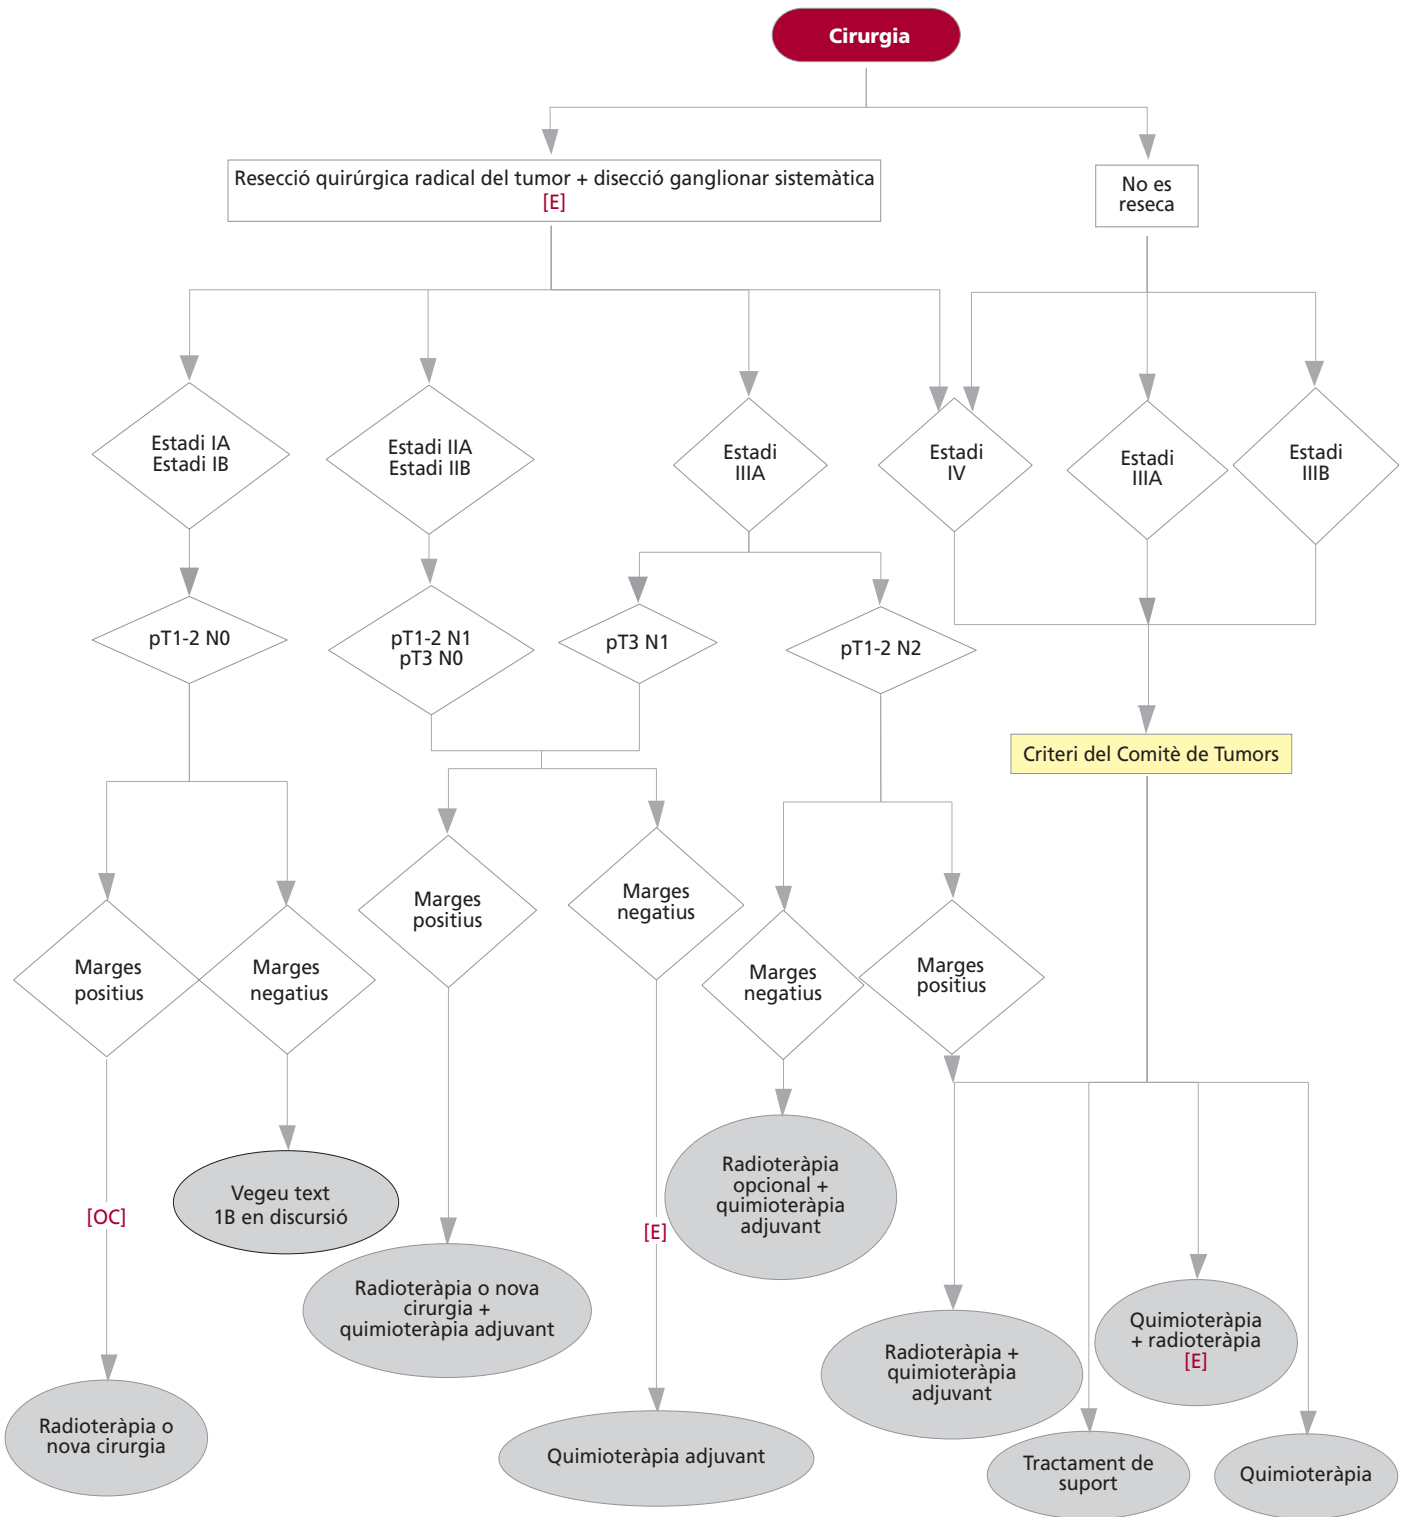 Cirurgia
Resecció quirúrgica radical del tumor + disecció ganglionar sistemàtica
[E]
No es
reseca
Estadi IA
Estadi IB
Estadi IIA
Estadi IIB
Estadi
IIIA
Estadi
IV
Estadi
IIIA
Estadi
IIIB
pT1-2 N0
pT1-2 N1
pT3 N0
pT3 N1
pT1-2 N2
Criteri del Comitè de Tumors
Marges
positius
Marges
negatius
Marges
positius
Marges
negatius
Marges
negatius
Marges
positius
[OC]
Vegeu text
1B en discursió
[E]
Radioteràpia
opcional +
quimioteràpia
adjuvant
Radioteràpia o nova
cirurgia +
quimioteràpia adjuvant
Radioteràpia +
quimioteràpia
adjuvant
Quimioteràpia
+ radioteràpia
[E]
Radioteràpia o
nova cirurgia
Quimioteràpia adjuvant
Tractament de
suport
Quimioteràpia